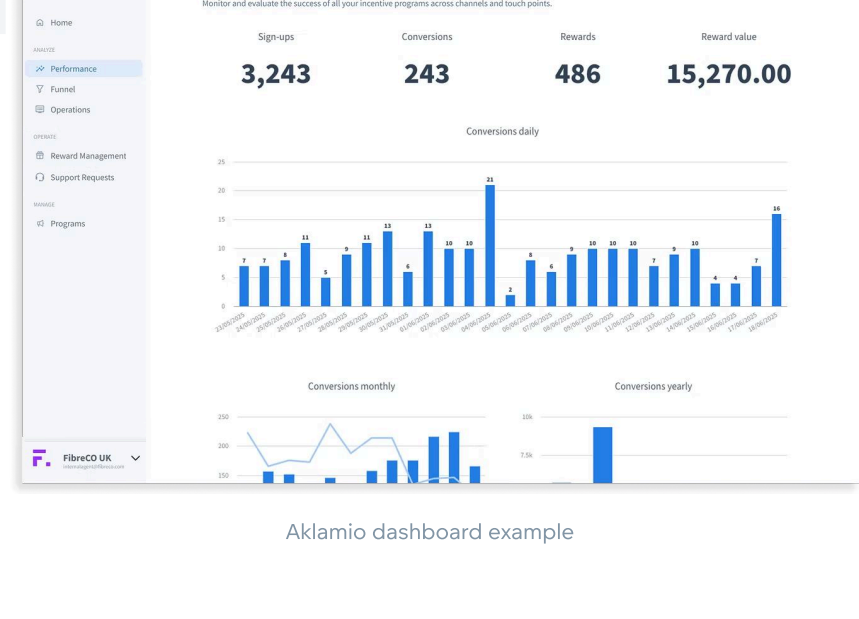 Monitor and evaluate the success of all your incentive programs across channels and touch points.
Home
ANALYZE
Performance
Funnel
Operations
OPERATE
Reward Management
Support Requests
MANAGE
Programs
FibreCO UK
Sign-ups Conversions Rewards Reward value
3,243 243 486 15,270.00
Conversions daily
25
20
15
10
5
0
7 7 8 11 5 9 11 13 6 13 10 10 21 2 8 6 9 10 10 10 7 9 10 4 4 7 16
23/05/2025 24/05/2025 25/05/2025 26/05/2025 27/05/2025 28/05/2025 29/05/2025 30/05/2025 31/05/2025 01/06/2025 02/06/2025 03/06/2025 04/06/2025 05/06/2025 06/06/2025 07/06/2025 08/06/2025 09/06/2025 10/06/2025 11/06/2025 12/06/2025 13/06/2025 14/06/2025 15/06/2025 16/06/2025 17/06/2025 18/06/2025
Conversions monthly
250
200
150
Conversions yearly
10k
7.5k
Aklamio dashboard example